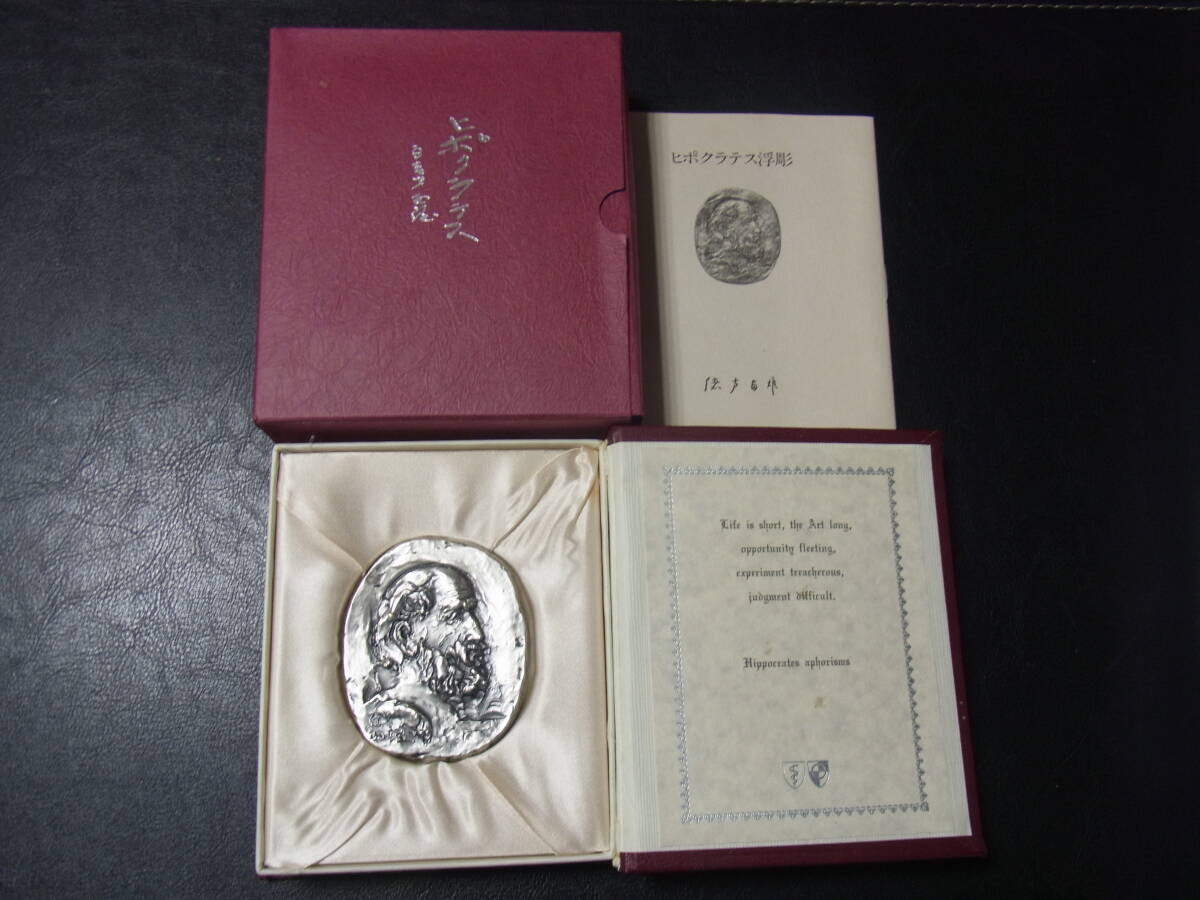 ヒポクラテス
ヒポクラテス浮彫
Life is short, the Art long,
opportunity fleeting,
experiment treacherous,
judgment difficult.
Hippocrates aphorisms